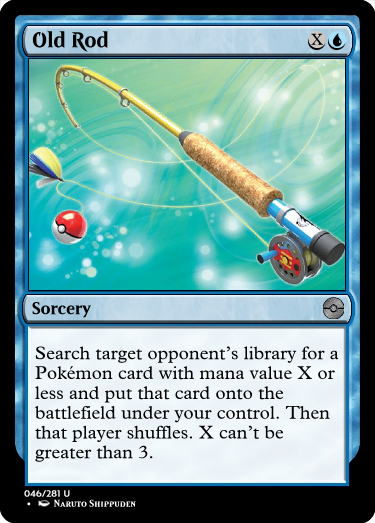 Old Rod X
Sorcery
Search target opponent's library for a
Pokémon card with mana value X or
less and put that card onto the
battlefield under your control. Then
that player shuffles. X can't be
greater than 3.
046/281 U
• Naruto Shippuden